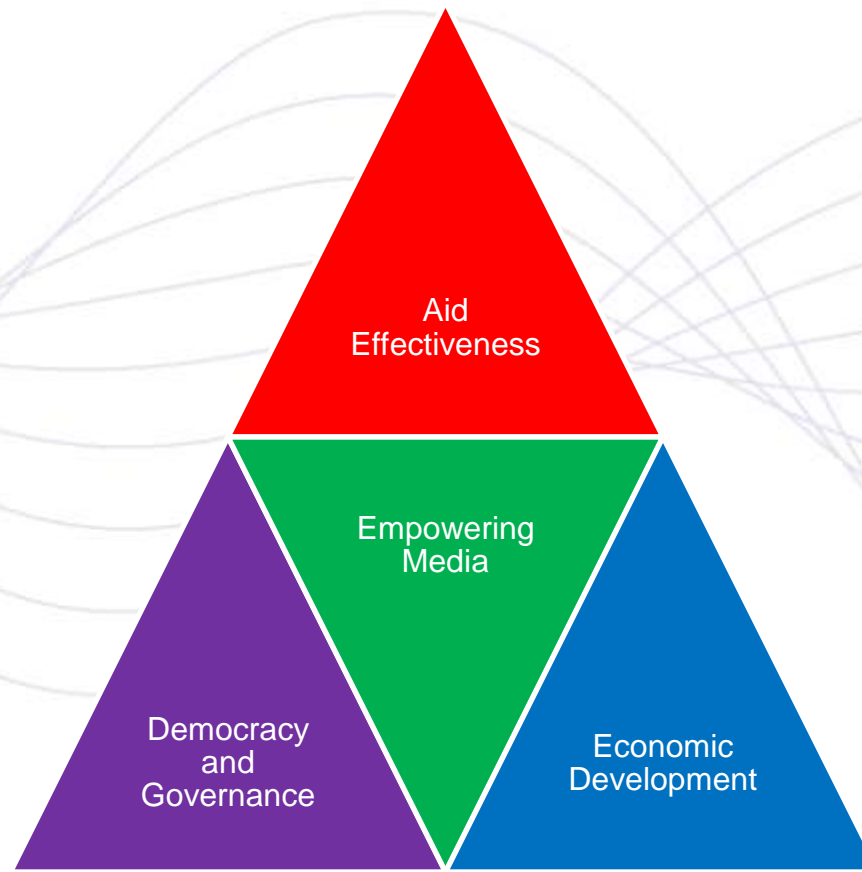 Aid
Effectiveness
Empowering
Media
Democracy
and
Governance
Economic
Development